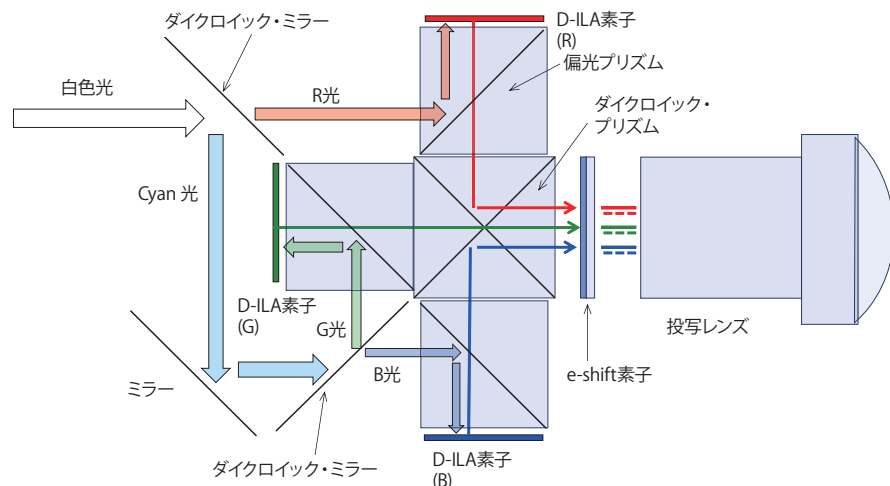 ダイクロイック・ミラー
D-ILA素子
(R)
偏光プリズム
白色光
R光
ダイクロイック・
プリズム
Cyan 光
D-ILA素子
(G)
G光
投写レンズ
ミラー
B光
e-shift素子
ダイクロイック・ミラー
D-ILA素子
(B)